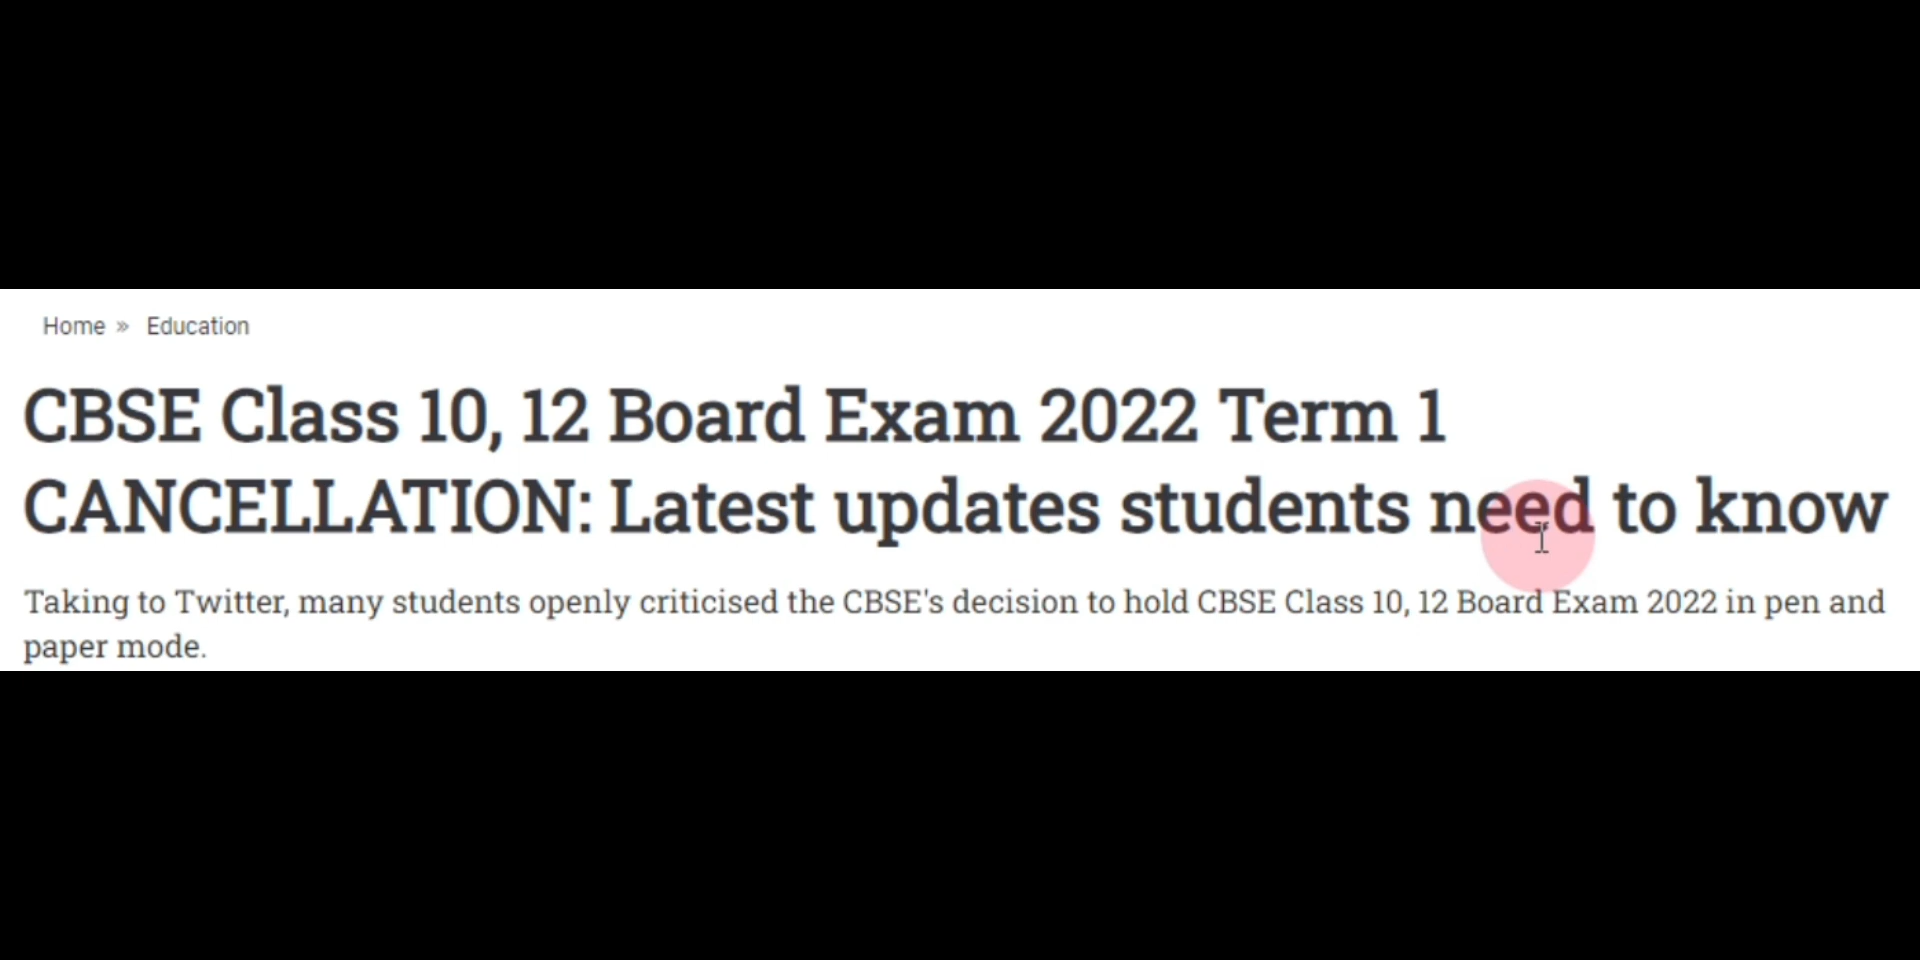 Home » Education
CBSE Class 10, 12 Board Exam 2022 Term 1
CANCELLATION: Latest updates students need to know
Taking to Twitter, many students openly criticised the CBSE's decision to hold CBSE Class 10, 12 Board Exam 2022 in pen and
paper mode.